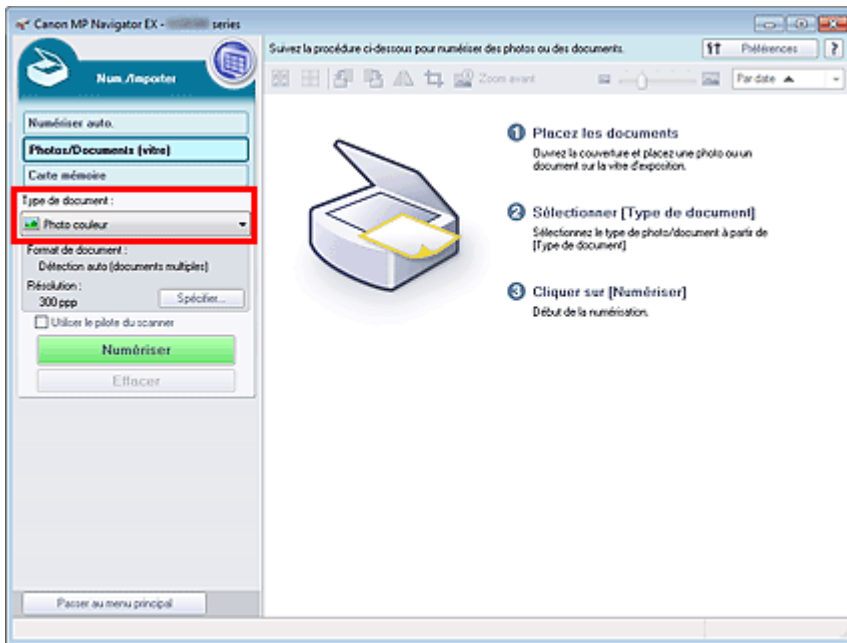 Canon MP Navigator EX - series
Num./Importer
Numériser auto.
Photos/Documents (vitre)
Carte mémoire
Type de document :
Photo couleur
Format de document :
Détection auto (documents multiples)
Résolution :
300 ppp
Spécifier...
Utiliser le pilote du scanner
Numériser
Effacer
Passer au menu principal
Suivez la procédure ci-dessous pour numériser des photos ou des documents.
Préférences
?
Zoom avant
Par date
1 Placez les documents
Ouvrez la couverture et placez une photo ou un
document sur la vitre d'exposition.
2 Sélectionner [Type de document]
Sélectionnez le type de photo/document à partir de
[Type de document]
3 Cliquer sur [Numériser]
Début de la numérisation.